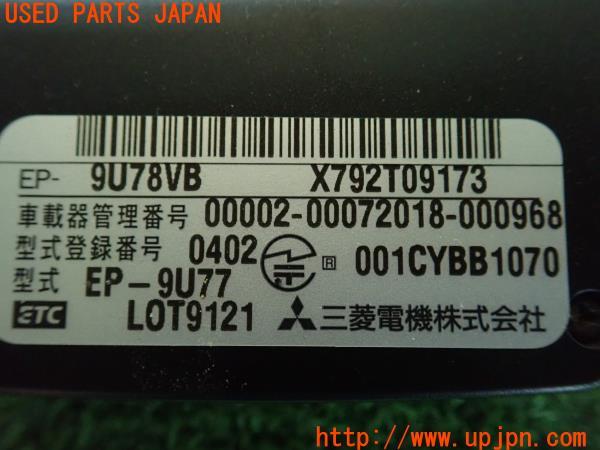 USED PARTS JAPAN
EP- 9U78VB X792T09173
車載器管理番号 00002-00072018-000968
型式登録番号 0402 R 001CYBB1070
型式 EP-9U77
ETC LOT9121 三菱電機株式会社
http://www.upjpn.com/